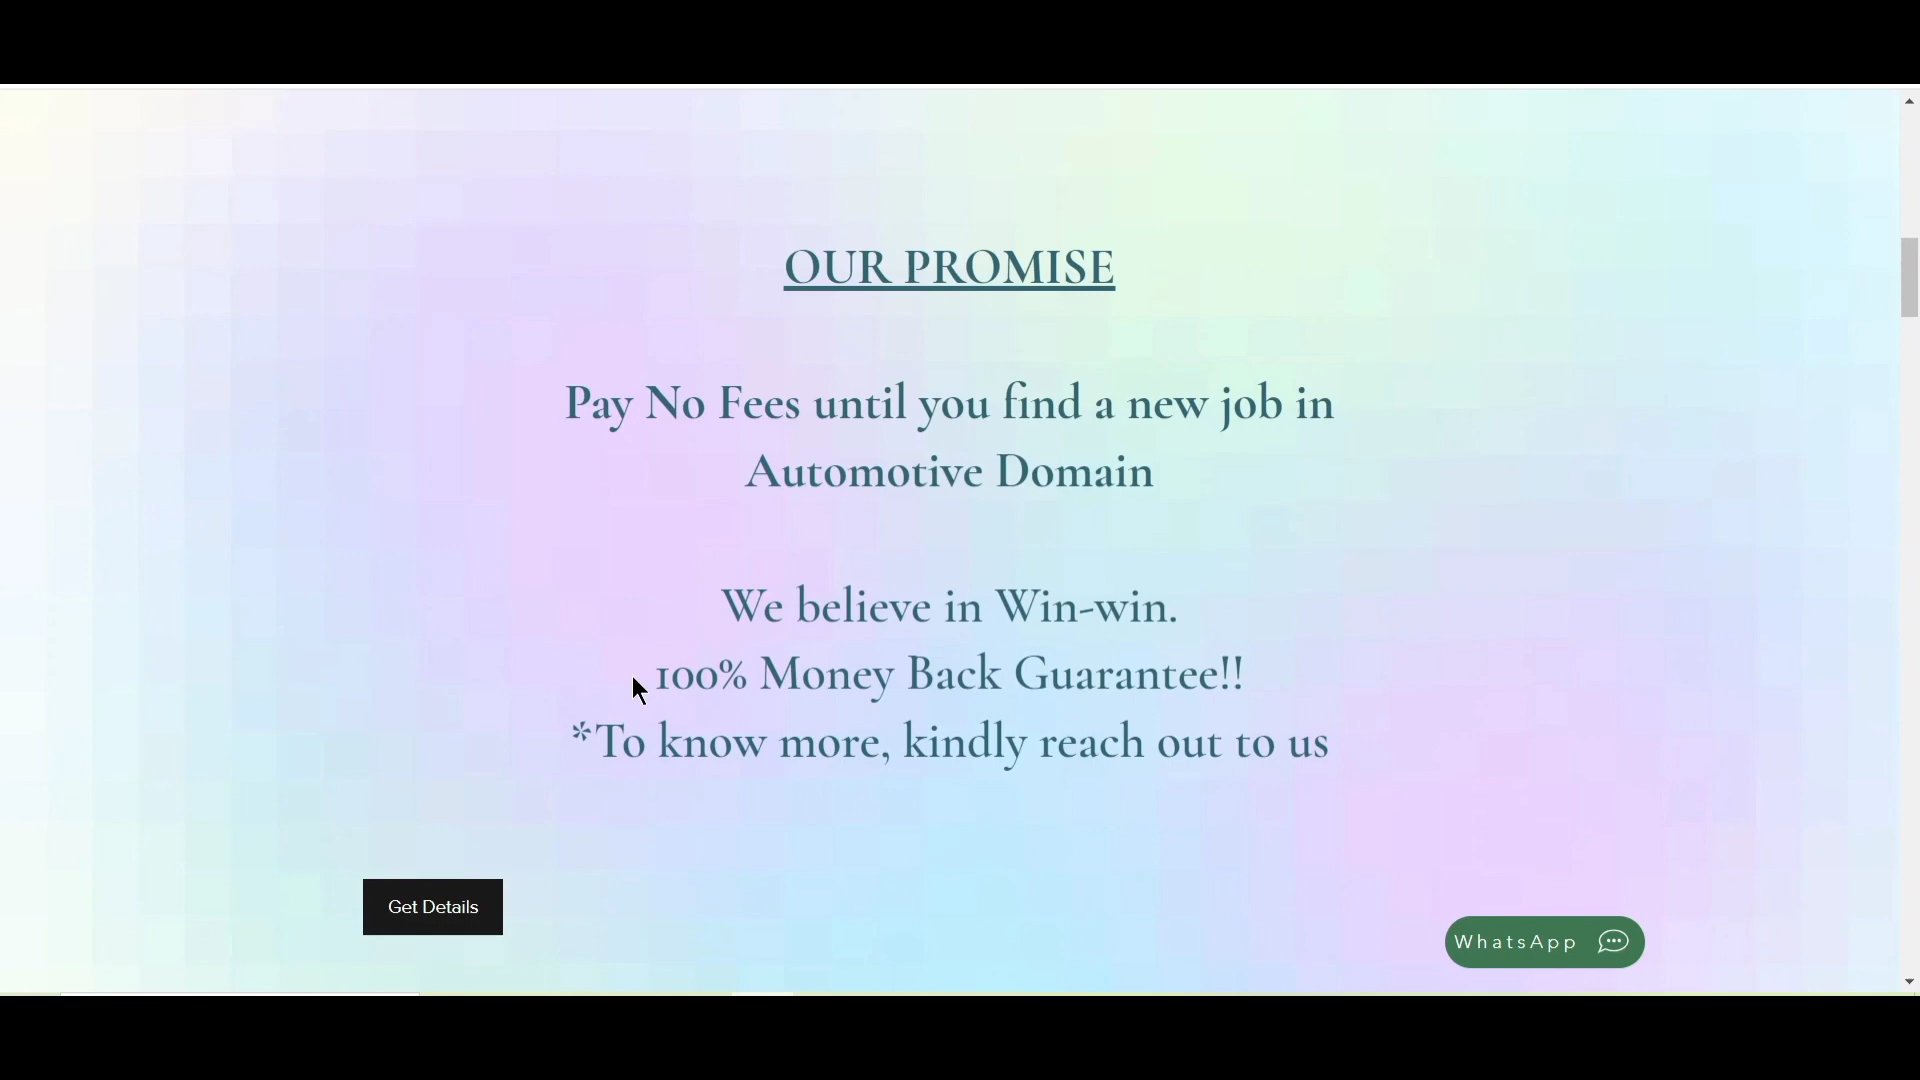 OUR PROMISE
Pay No Fees until you find a new job in
Automotive Domain
We believe in Win-win.
100% Money Back Guarantee!!
*To know more, kindly reach out to us
Get Details
WhatsApp